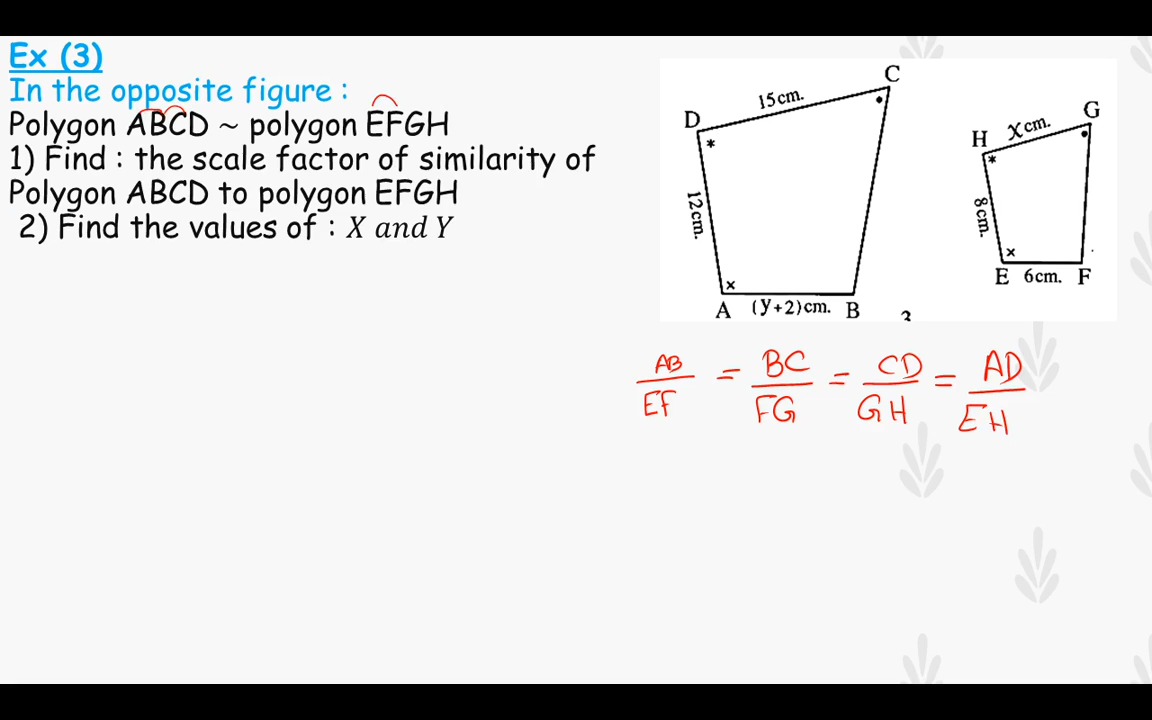 Ex (3)
In the opposite figure :
Polygon ABCD ~ polygon EFGH
1) Find : the scale factor of similarity of
Polygon ABCD to polygon EFGH
2) Find the values of : X and Y
C
15cm.
D
12cm.
A (y+2)cm. B
G
H
X cm.
8cm.
E 6cm. F
AB/EF = BC/FG = CD/GH = AD/EH